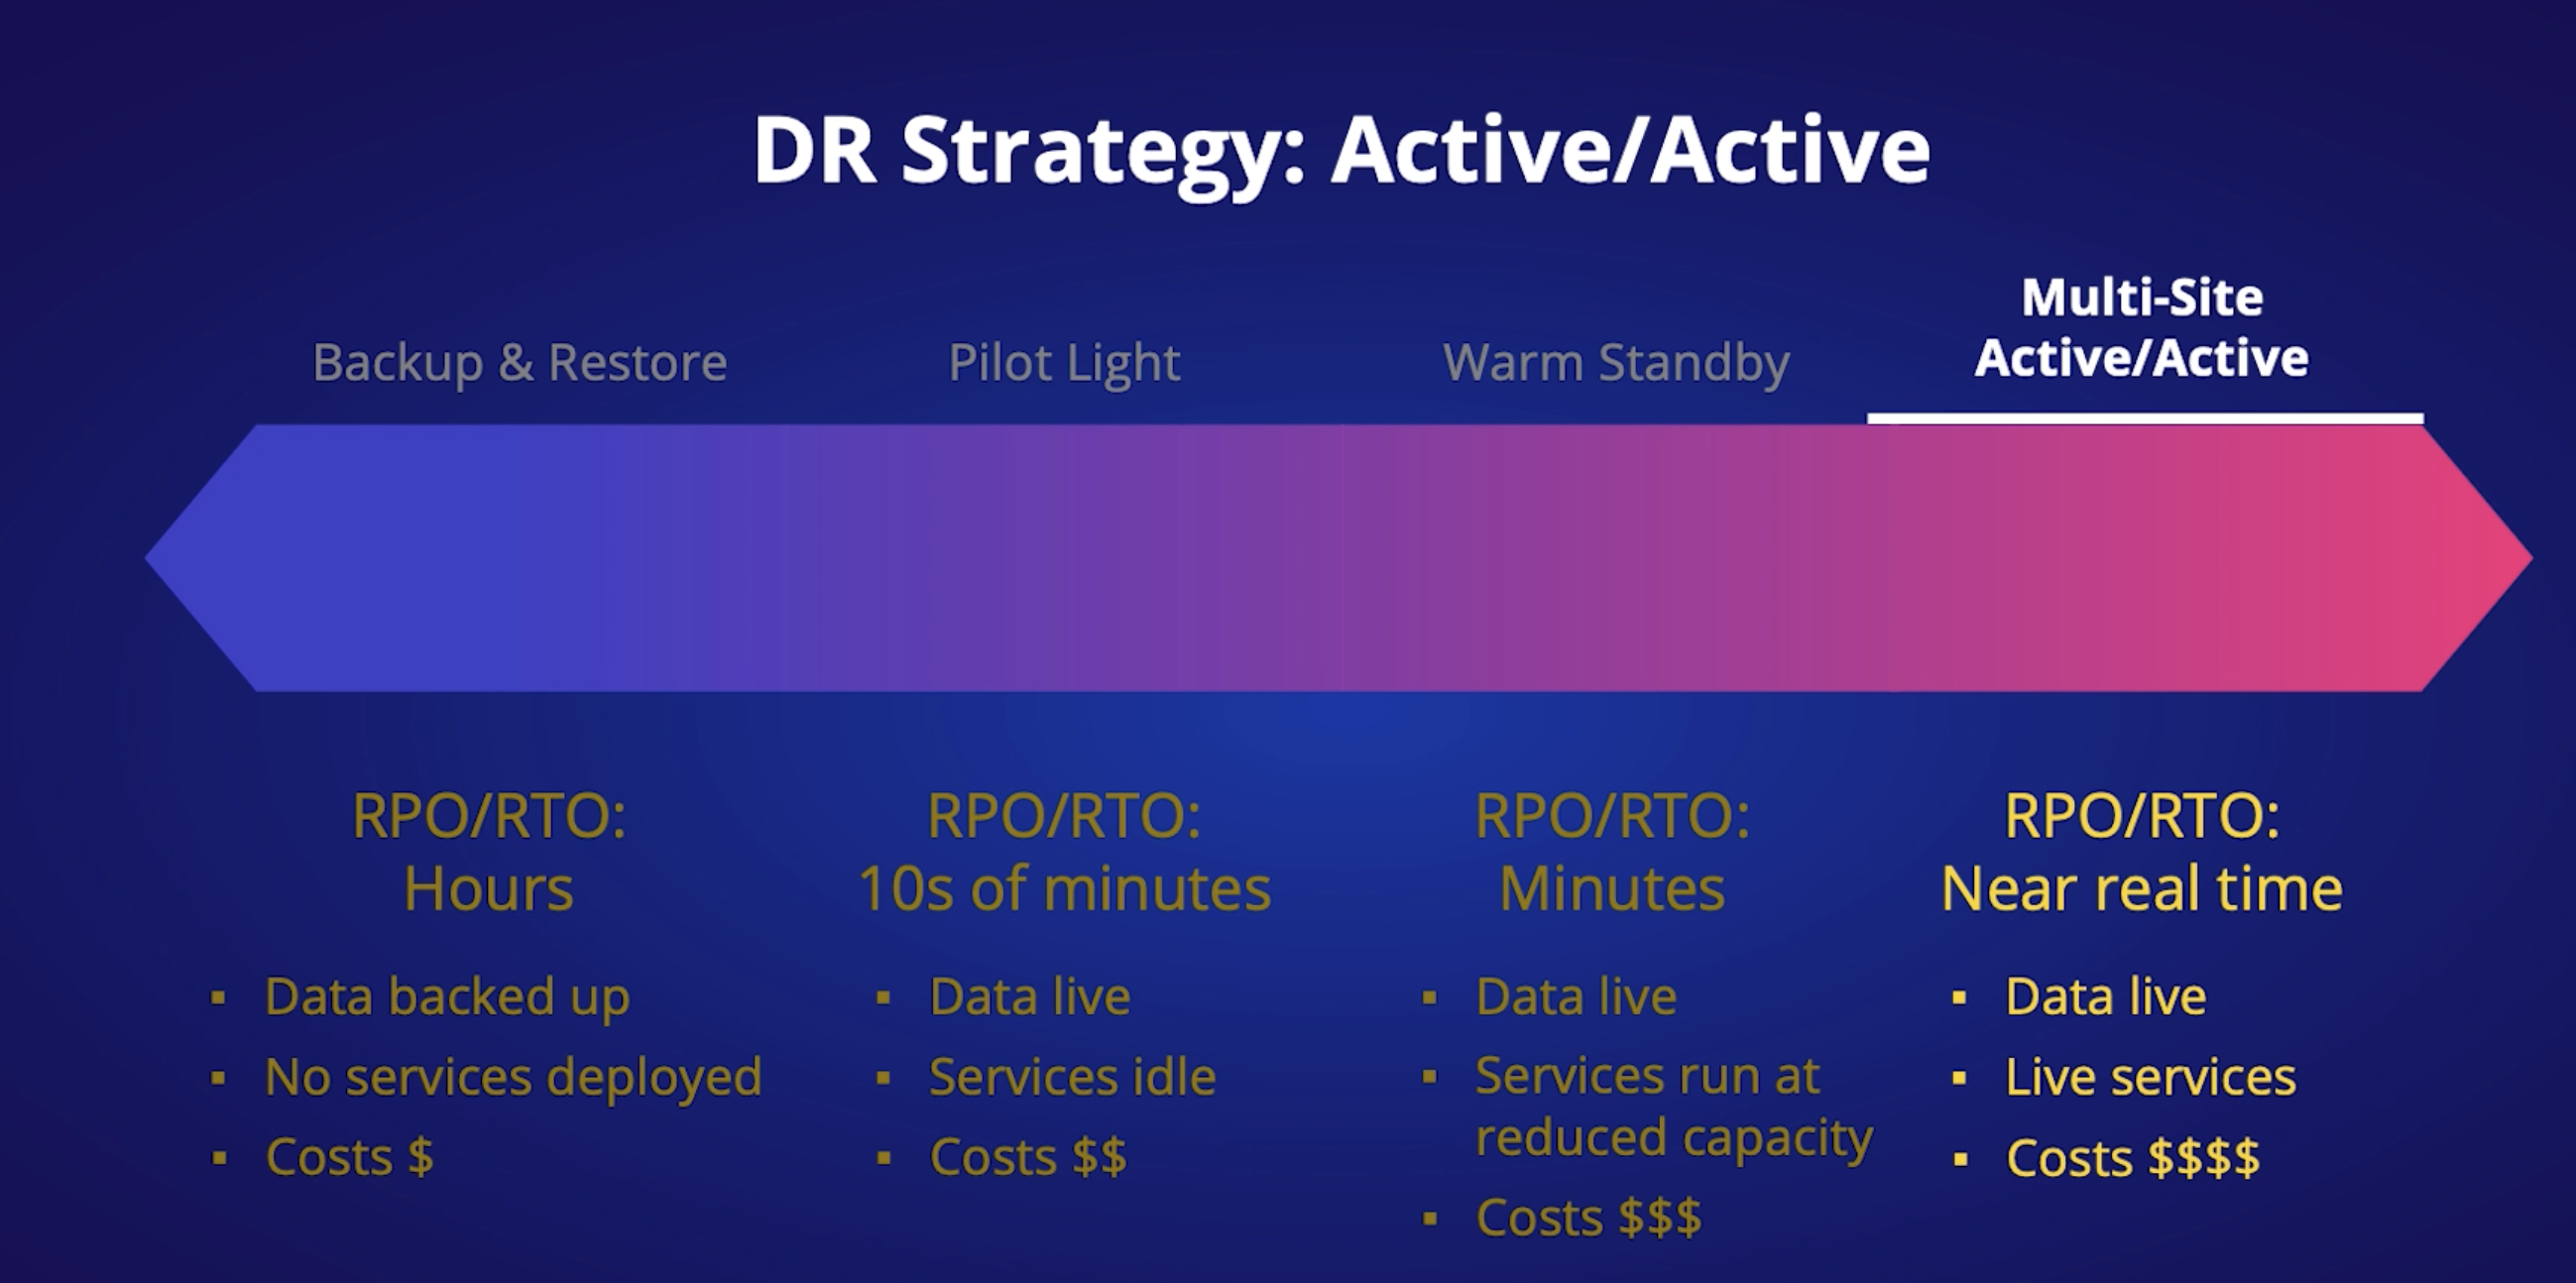 DR Strategy: Active/Active
Backup & Restore
Pilot Light
Warm Standby
Multi-Site
Active/Active
RPO/RTO:
Hours
▪ Data backed up
▪ No services deployed
▪ Costs $
RPO/RTO:
10s of minutes
▪ Data live
▪ Services idle
▪ Costs $$
RPO/RTO:
Minutes
▪ Data live
▪ Services run at
reduced capacity
▪ Costs $$$
RPO/RTO:
Near real time
▪ Data live
▪ Live services
▪ Costs $$$$